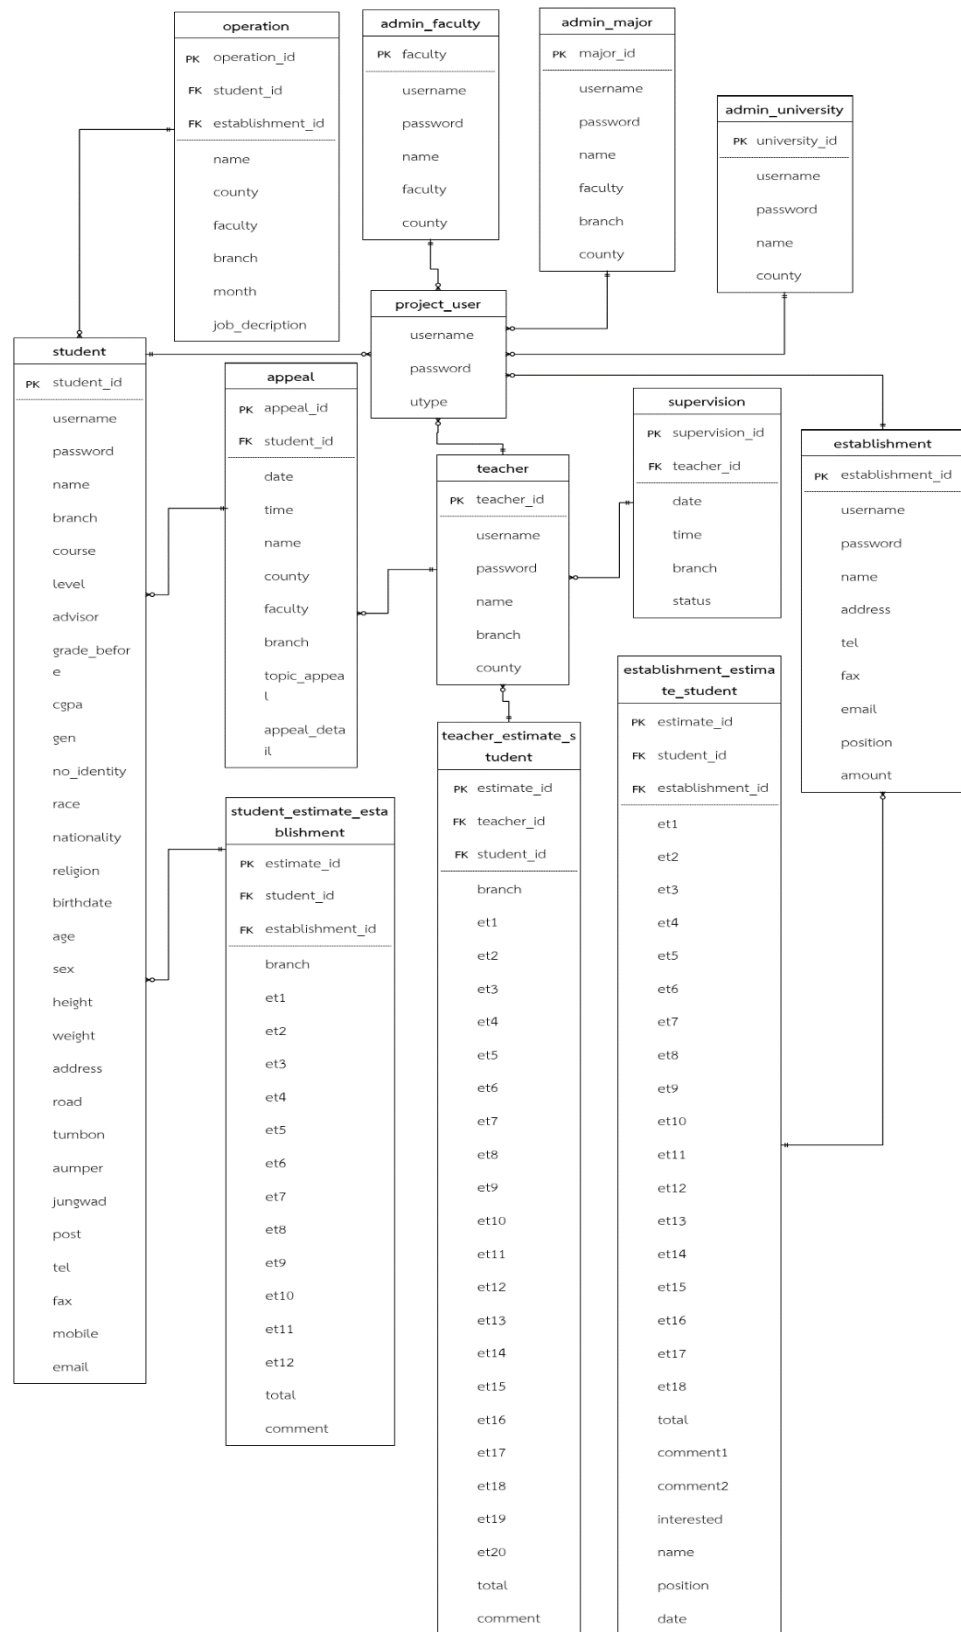 operation
PK operation_id
FK student_id
FK establishment_id
name
county
faculty
branch
month
job_decription
admin_faculty
PK faculty
username
password
name
faculty
county
admin_major
PK major_id
username
password
name
faculty
branch
county
admin_university
PK university_id
username
password
name
county
project_user
username
password
utype
student
PK student_id
username
password
name
branch
course
level
advisor
grade_befor
e
cgpa
gen
no_identity
race
nationality
religion
birthdate
age
sex
height
weight
address
road
tumbon
aumper
jungwad
post
tel
fax
mobile
email
appeal
PK appeal_id
FK student_id
date
time
name
county
faculty
branch
topic_appea
l
appeal_deta
il
teacher
PK teacher_id
username
password
name
branch
county
supervision
PK supervision_id
FK teacher_id
date
time
branch
status
establishment
PK establishment_id
username
password
name
address
tel
fax
email
position
amount
student_estimate_esta
blishment
PK estimate_id
FK student_id
FK establishment_id
branch
et1
et2
et3
et4
et5
et6
et7
et8
et9
et10
et11
et12
total
comment
teacher_estimate_s
tudent
PK estimate_id
FK teacher_id
FK student_id
branch
et1
et2
et3
et4
et5
et6
et7
et8
et9
et10
et11
et12
et13
et14
et15
et16
et17
et18
et19
et20
total
comment
establishment_estima
te_student
PK estimate_id
FK student_id
FK establishment_id
et1
et2
et3
et4
et5
et6
et7
et8
et9
et10
et11
et12
et13
et14
et15
et16
et17
et18
total
comment1
comment2
interested
name
position
date